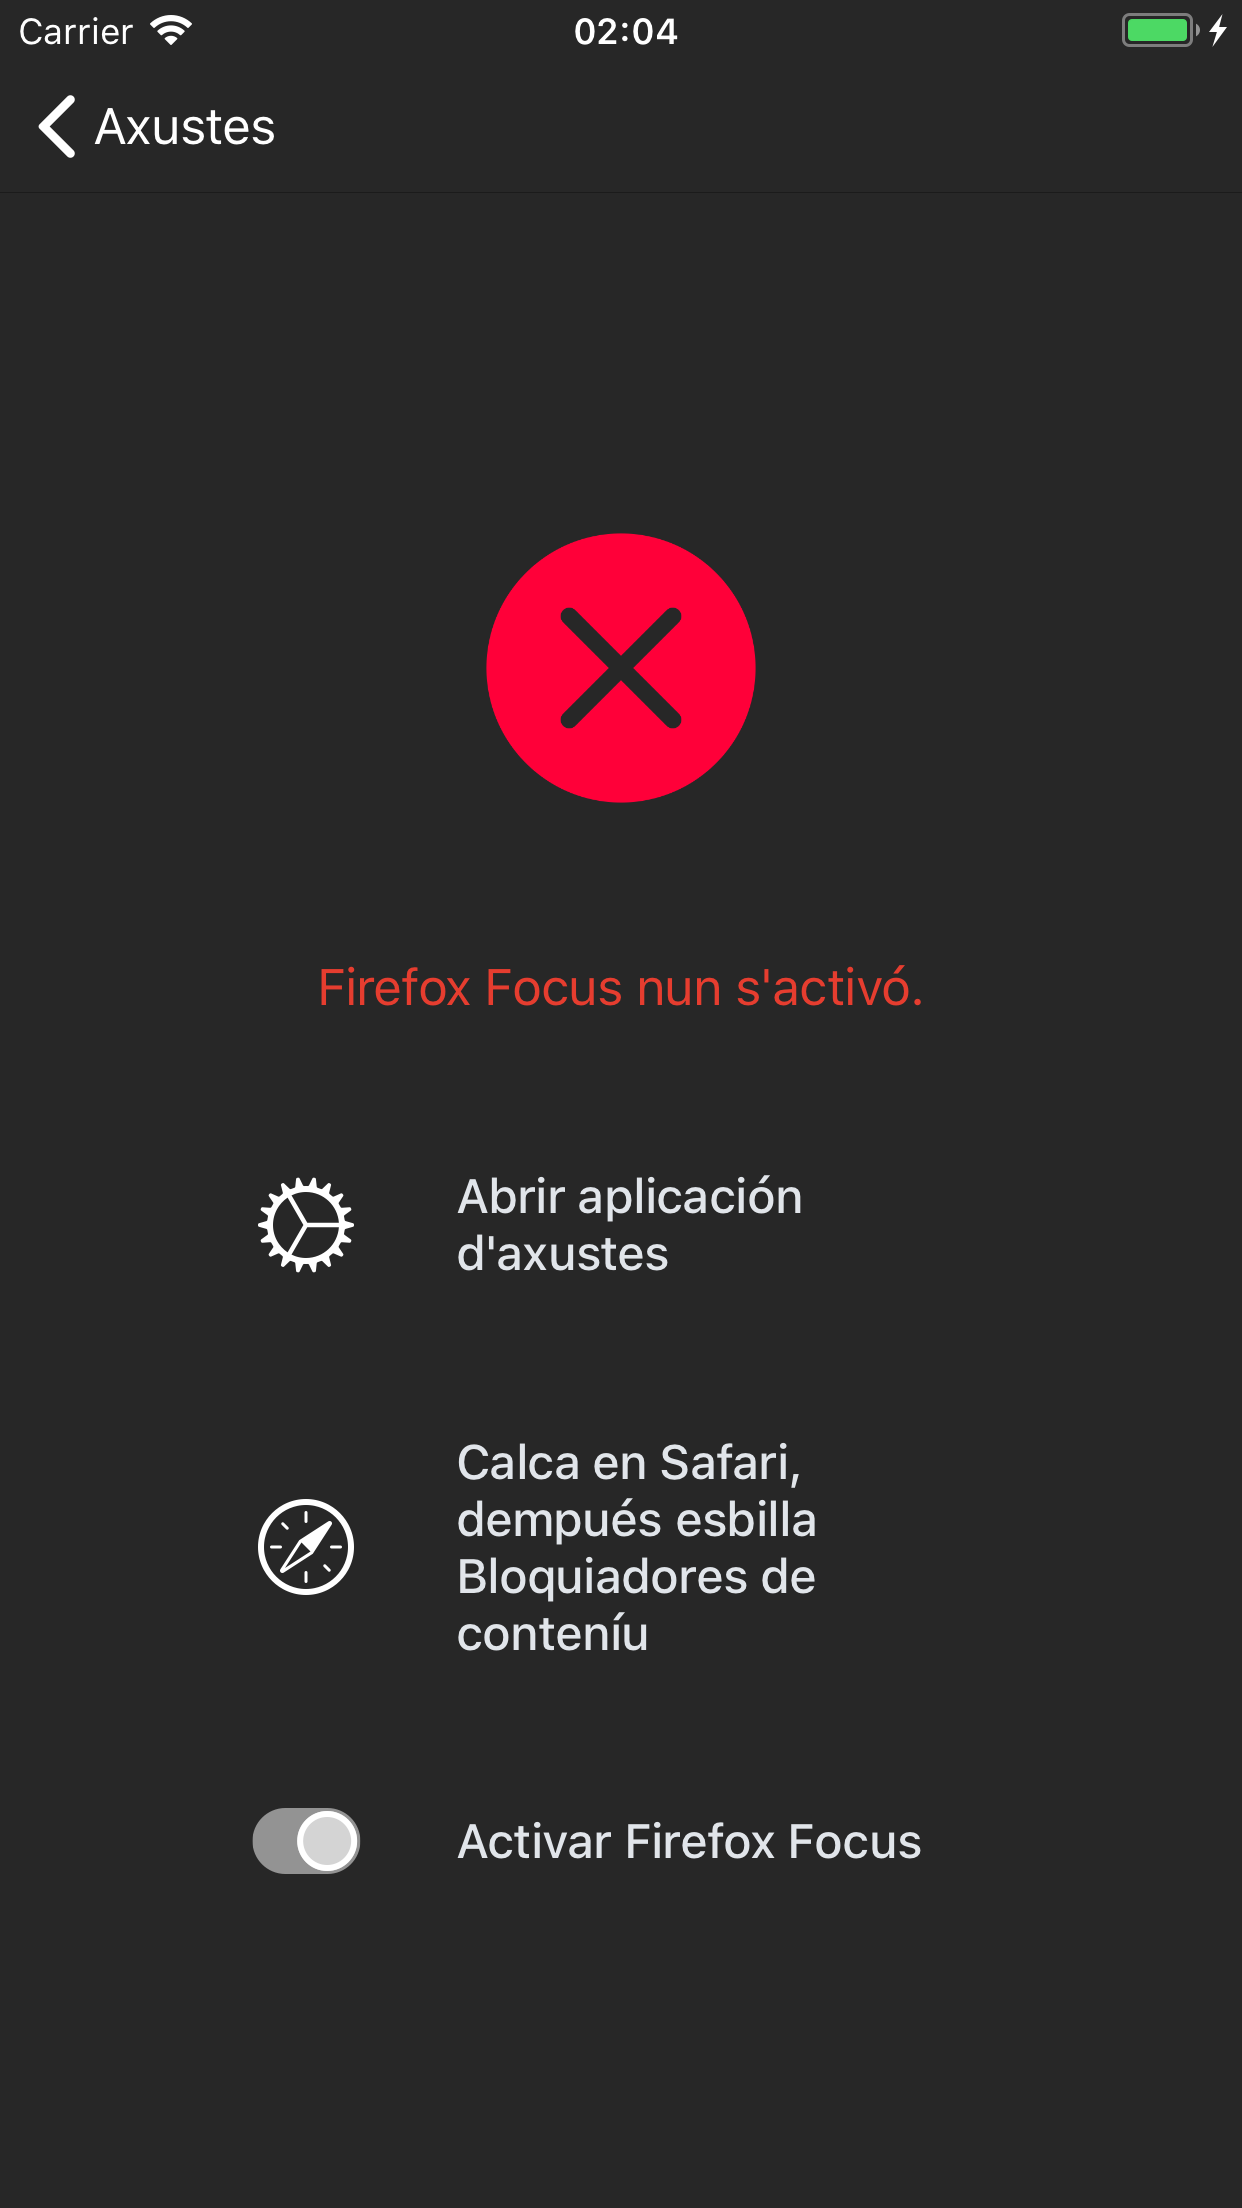 Carrier
02:04
Axustes
Firefox Focus nun s'activó.
Abrir aplicación
d'axustes
Calca en Safari,
dempués esbilla
Bloquiadores de
conteníu
Activar Firefox Focus